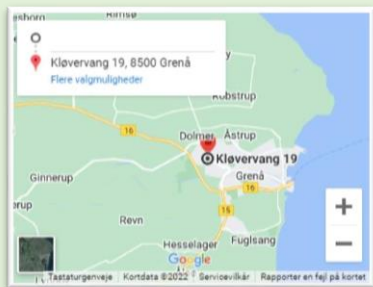 Rimsø
Kløvervang 19, 8500 Grenå
Flere valgmuligheder
16
Dolmer
Åstrup
Kløvervang 19
Ginnerup
Grenå
16
Revn
15
Hesselager
Fuglsang
+
−
Google
Tastaturgenveje
Kortdata ©2022
Servicevilkår
Rapporter en fejl på kortet